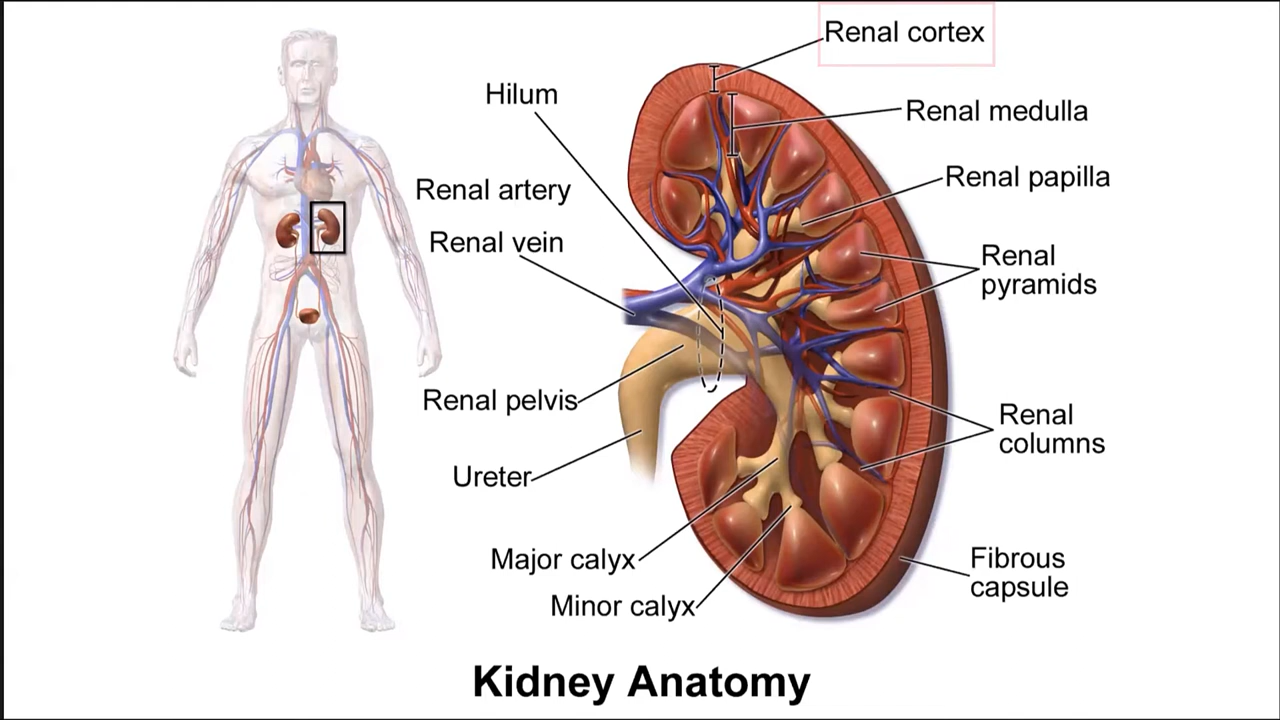 Renal cortex
Hilum
Renal medulla
Renal papilla
Renal artery
Renal vein
Renal
pyramids
Renal pelvis
Renal
columns
Ureter
Major calyx
Fibrous
capsule
Minor calyx
Kidney Anatomy